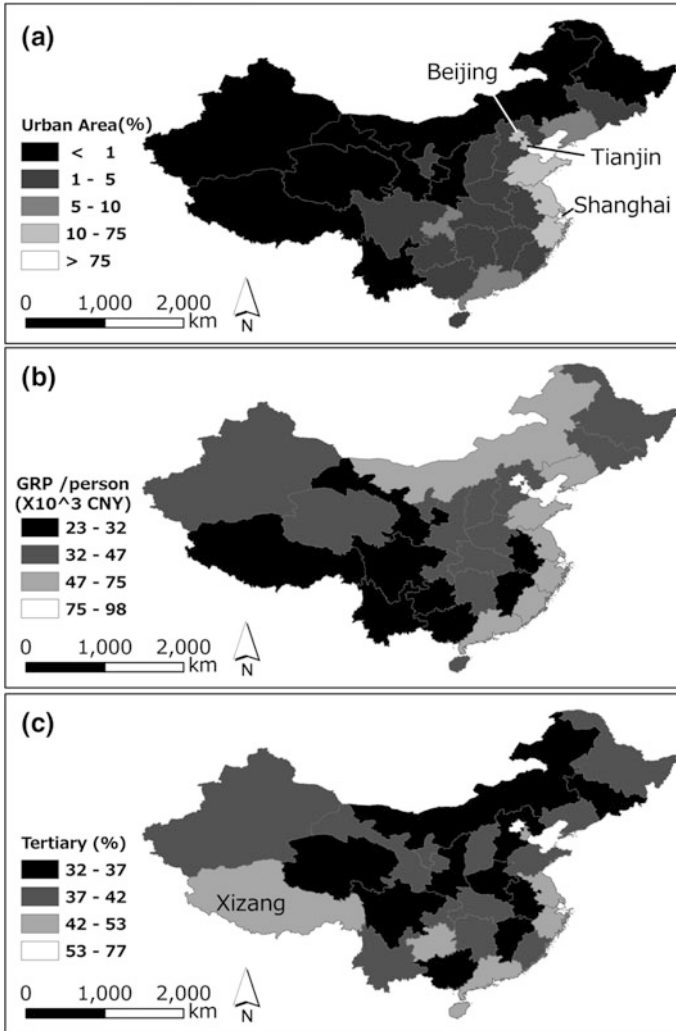 (a)
Beijing
Tianjin
Shanghai
Urban Area(%)
< 1
1 - 5
5 - 10
10 - 75
> 75
0 1,000 2,000
km
N
(b)
GRP /person
(X10^3 CNY)
23 - 32
32 - 47
47 - 75
75 - 98
0 1,000 2,000
km
N
(c)
Tertiary (%)
32 - 37
37 - 42
42 - 53
53 - 77
Xizang
0 1,000 2,000
km
N